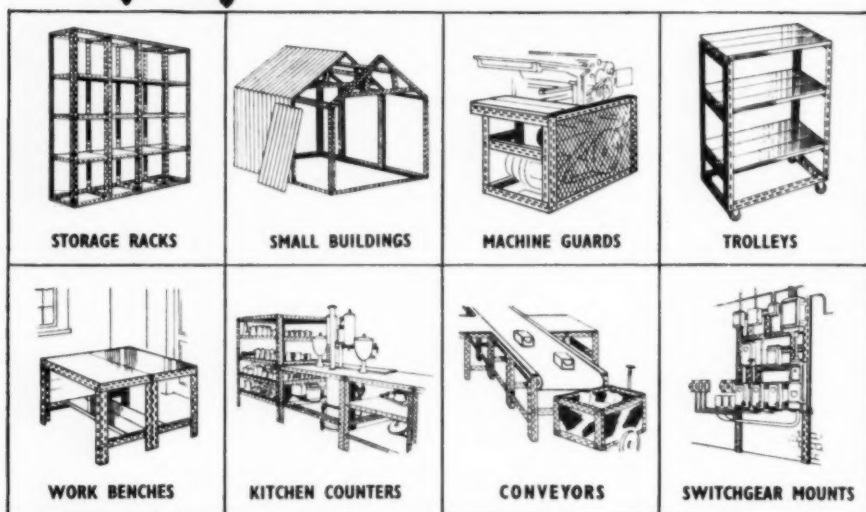 STORAGE RACKS
SMALL BUILDINGS
MACHINE GUARDS
TROLLEYS
WORK BENCHES
KITCHEN COUNTERS
CONVEYORS
SWITCHGEAR MOUNTS